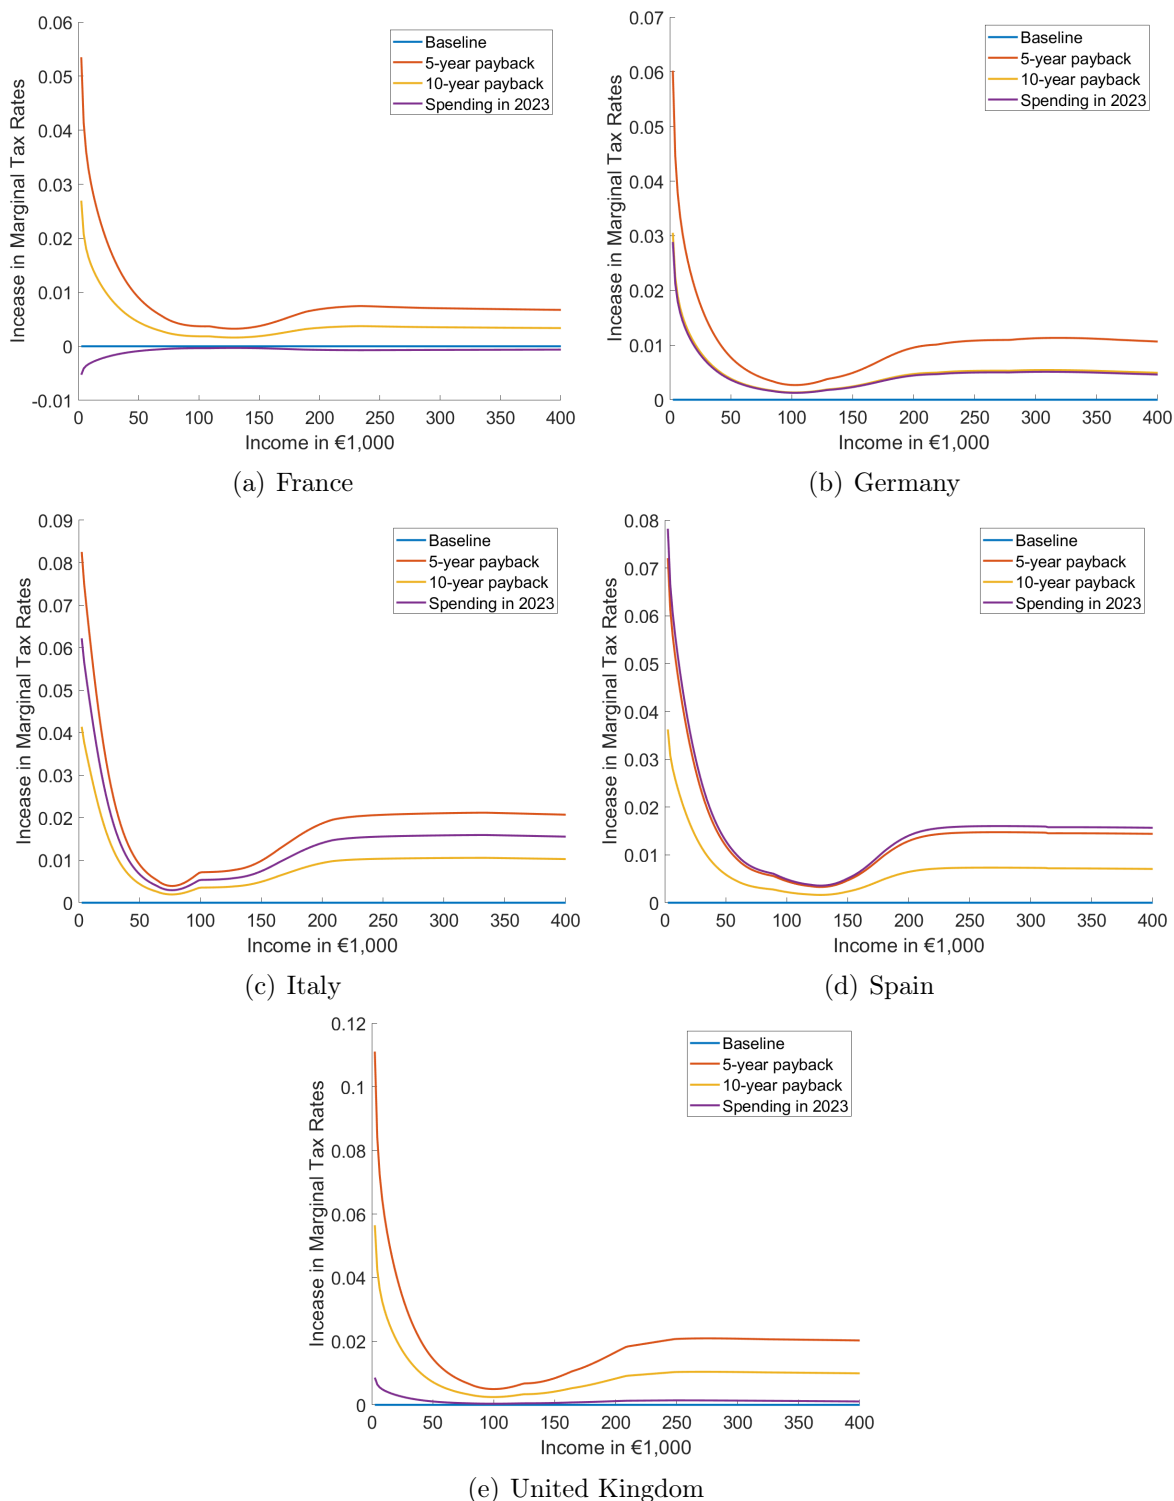 0.06
0.05
0.04
0.03
0.02
0.01
0
-0.01
Incease in Marginal Tax Rates
Baseline
5-year payback
10-year payback
Spending in 2023
0 50 100 150 200 250 300 350 400
Income in €1,000
(a) France
0.07
0.06
0.05
0.04
0.03
0.02
0.01
0
Incease in Marginal Tax Rates
Baseline
5-year payback
10-year payback
Spending in 2023
0 50 100 150 200 250 300 350 400
Income in €1,000
(b) Germany
0.09
0.08
0.07
0.06
0.05
0.04
0.03
0.02
0.01
0
Incease in Marginal Tax Rates
Baseline
5-year payback
10-year payback
Spending in 2023
0 50 100 150 200 250 300 350 400
Income in €1,000
(c) Italy
0.08
0.07
0.06
0.05
0.04
0.03
0.02
0.01
0
Incease in Marginal Tax Rates
Baseline
5-year payback
10-year payback
Spending in 2023
0 50 100 150 200 250 300 350 400
Income in €1,000
(d) Spain
0.12
0.1
0.08
0.06
0.04
0.02
0
Incease in Marginal Tax Rates
Baseline
5-year payback
10-year payback
Spending in 2023
0 50 100 150 200 250 300 350 400
Income in €1,000
(e) United Kingdom